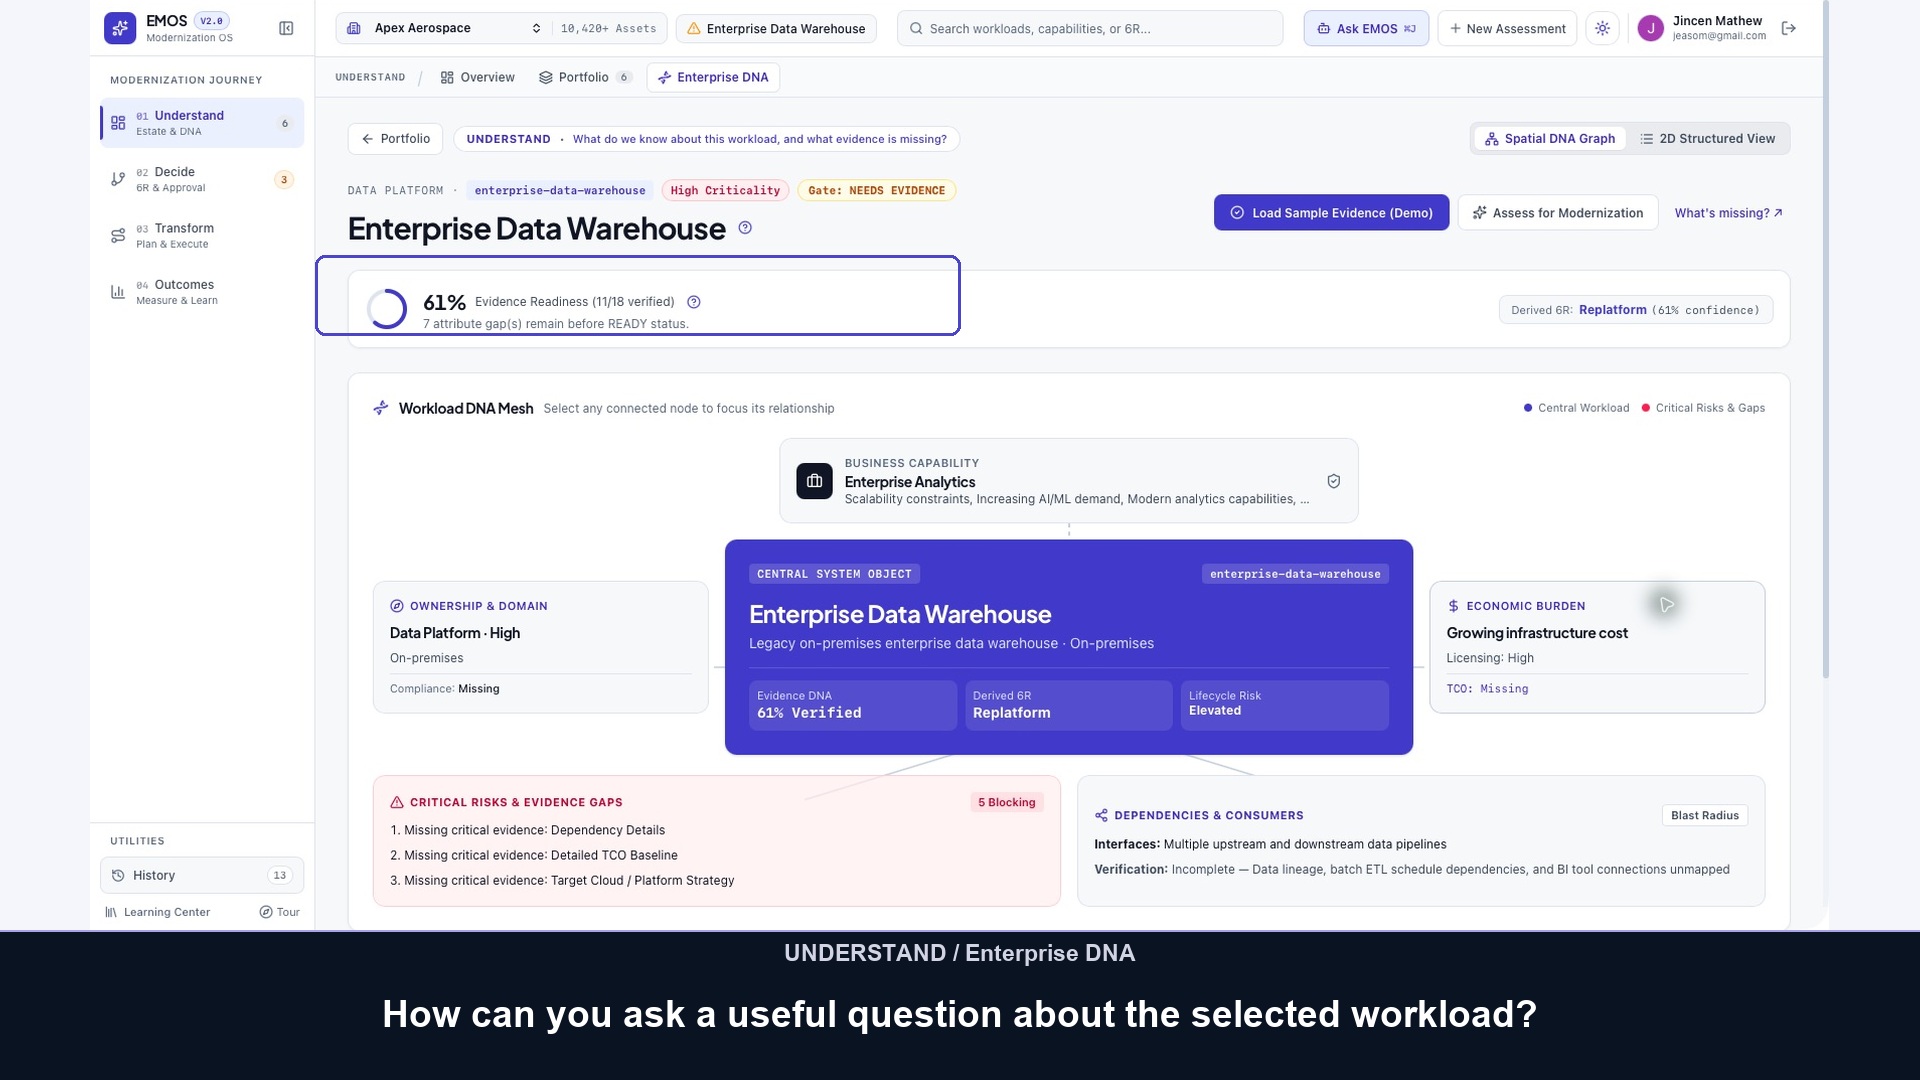 EMOS V2.0
Modernization OS
MODERNIZATION JOURNEY
01 Understand
Estate & DNA
6
02 Decide
6R & Approval
3
03 Transform
Plan & Execute
04 Outcomes
Measure & Learn
UTILITIES
History 13
Learning Center Tour
Apex Aerospace 10,420+ Assets
Enterprise Data Warehouse
Search workloads, capabilities, or 6R...
Ask EMOS ⌘J
New Assessment
J
Jincen Mathew
jeasom@gmail.com
UNDERSTAND / Overview Portfolio 6 Enterprise DNA
← Portfolio
UNDERSTAND · What do we know about this workload, and what evidence is missing?
Spatial DNA Graph 2D Structured View
DATA PLATFORM · enterprise-data-warehouse High Criticality Gate: NEEDS EVIDENCE
Enterprise Data Warehouse
Load Sample Evidence (Demo) Assess for Modernization What's missing? ↗
61% Evidence Readiness (11/18 verified)
7 attribute gap(s) remain before READY status.
Derived 6R: Replatform (61% confidence)
Workload DNA Mesh Select any connected node to focus its relationship
Central Workload Critical Risks & Gaps
BUSINESS CAPABILITY
Enterprise Analytics
Scalability constraints, Increasing AI/ML demand, Modern analytics capabilities, ...
OWNERSHIP & DOMAIN
Data Platform · High
On-premises
Compliance: Missing
CENTRAL SYSTEM OBJECT enterprise-data-warehouse
Enterprise Data Warehouse
Legacy on-premises enterprise data warehouse · On-premises
Evidence DNA
61% Verified
Derived 6R
Replatform
Lifecycle Risk
Elevated
ECONOMIC BURDEN
Growing infrastructure cost
Licensing: High
TCO: Missing
CRITICAL RISKS & EVIDENCE GAPS 5 Blocking
1. Missing critical evidence: Dependency Details
2. Missing critical evidence: Detailed TCO Baseline
3. Missing critical evidence: Target Cloud / Platform Strategy
DEPENDENCIES & CONSUMERS Blast Radius
Interfaces: Multiple upstream and downstream data pipelines
Verification: Incomplete — Data lineage, batch ETL schedule dependencies, and BI tool connections unmapped
UNDERSTAND / Enterprise DNA
How can you ask a useful question about the selected workload?